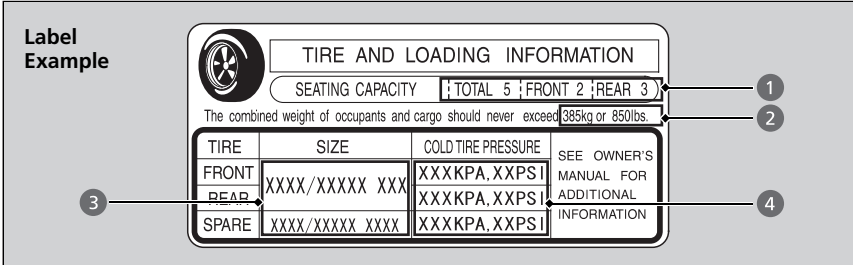 Label
Example
TIRE AND LOADING INFORMATION
SEATING CAPACITY TOTAL 5 FRONT 2 REAR 3
1
The combined weight of occupants and cargo should never exceed 385kg or 850lbs.
2
TIRE SIZE COLD TIRE PRESSURE
SEE OWNER'S
MANUAL FOR
ADDITIONAL
INFORMATION
FRONT XXXX/XXXXX XXX XXXKPA,XXPSI
REAR XXXKPA,XXPSI
3
4
SPARE XXXX/XXXXX XXXX XXXKPA,XXPSI